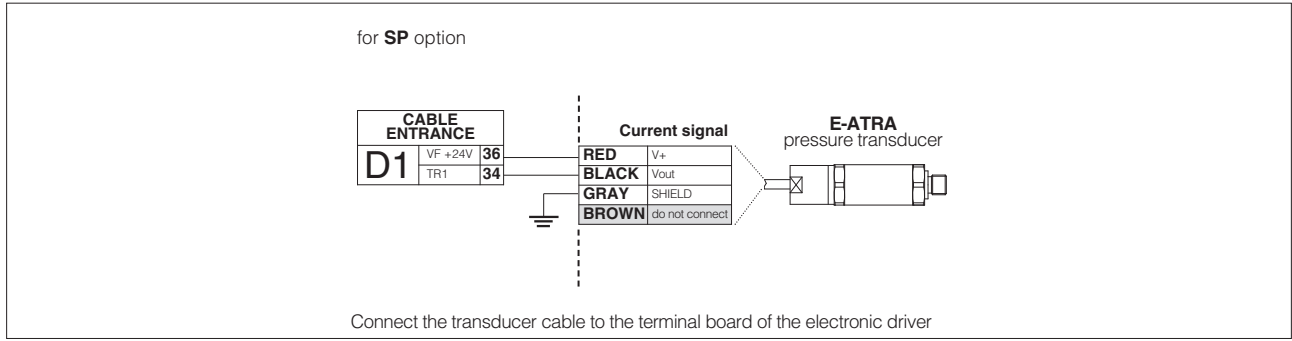 for SP option
CABLE
ENTRANCE
D1
VF +24V 36
TR1 34
Current signal
RED V+
BLACK Vout
GRAY SHIELD
BROWN do not connect
E-ATRA
pressure transducer
Connect the transducer cable to the terminal board of the electronic driver